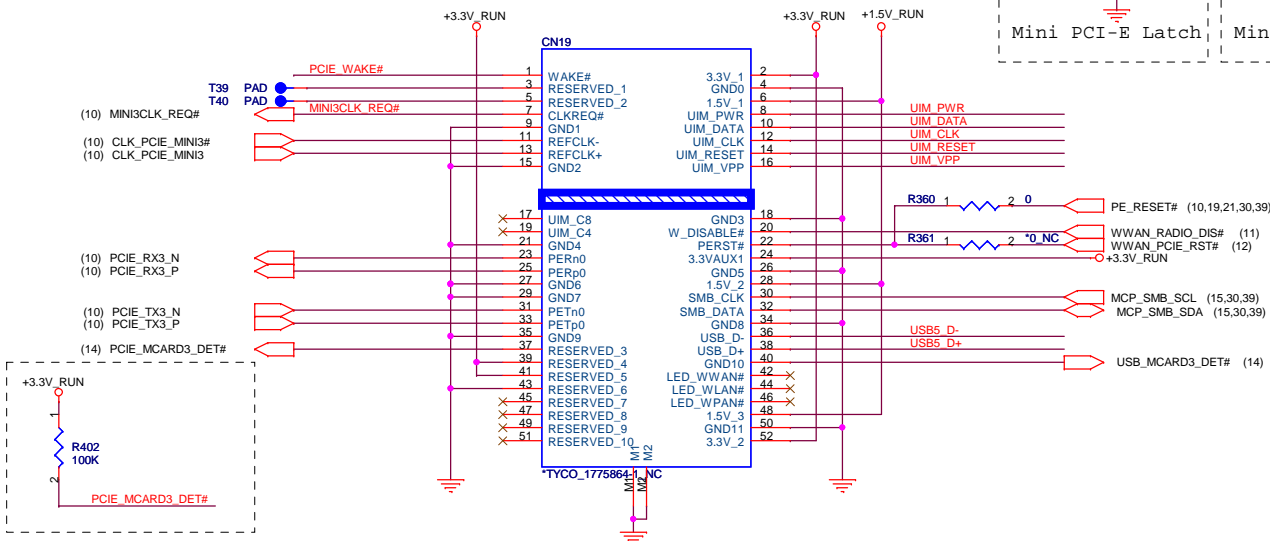 +3.3V_RUN
+3.3V_RUN
+1.5V_RUN
Mini PCI-E Latch
Min
CN19
PCIE_WAKE#
1 WAKE# 3.3V_1 2
T39 PAD 3 RESERVED_1 GND0 4
T40 PAD 5 RESERVED_2 1.5V_1 6
(10) MINI3CLK_REQ# MINI3CLK_REQ# 7 CLKREQ# UIM_PWR 8 UIM_PWR
9 GND1 UIM_DATA 10 UIM_DATA
(10) CLK_PCIE_MINI3# 11 REFCLK- UIM_CLK 12 UIM_CLK
(10) CLK_PCIE_MINI3 13 REFCLK+ UIM_RESET 14 UIM_RESET
15 GND2 UIM_VPP 16 UIM_VPP
R360 1 2 0 PE_RESET# (10,19,21,30,39)
17 UIM_C8 GND3 18
19 UIM_C4 W_DISABLE# 20 WWAN_RADIO_DIS# (11)
21 GND4 PERST# 22 R361 1 2 *0_NC WWAN_PCIE_RST# (12)
(10) PCIE_RX3_N 23 PERn0 3.3VAUX1 24 +3.3V_RUN
(10) PCIE_RX3_P 25 PERp0 GND5 26
27 GND6 1.5V_2 28
29 GND7 SMB_CLK 30 MCP_SMB_SCL (15,30,39)
(10) PCIE_TX3_N 31 PETn0 SMB_DATA 32 MCP_SMB_SDA (15,30,39)
(10) PCIE_TX3_P 33 PETp0 GND8 34
35 GND9 USB_D- 36 USB5_D-
(14) PCIE_MCARD3_DET# 37 RESERVED_3 USB_D+ 38 USB5_D+
39 RESERVED_4 GND10 40 USB_MCARD3_DET# (14)
41 RESERVED_5 LED_WWAN# 42
43 RESERVED_6 LED_WLAN# 44
45 RESERVED_7 LED_WPAN# 46
47 RESERVED_8 1.5V_3 48
49 RESERVED_9 GND11 50
51 RESERVED_10 3.3V_2 52
M1 M2
*TYCO_1775864-1_NC
M1 M2
+3.3V_RUN
1
R402
100K
2
PCIE_MCARD3_DET#